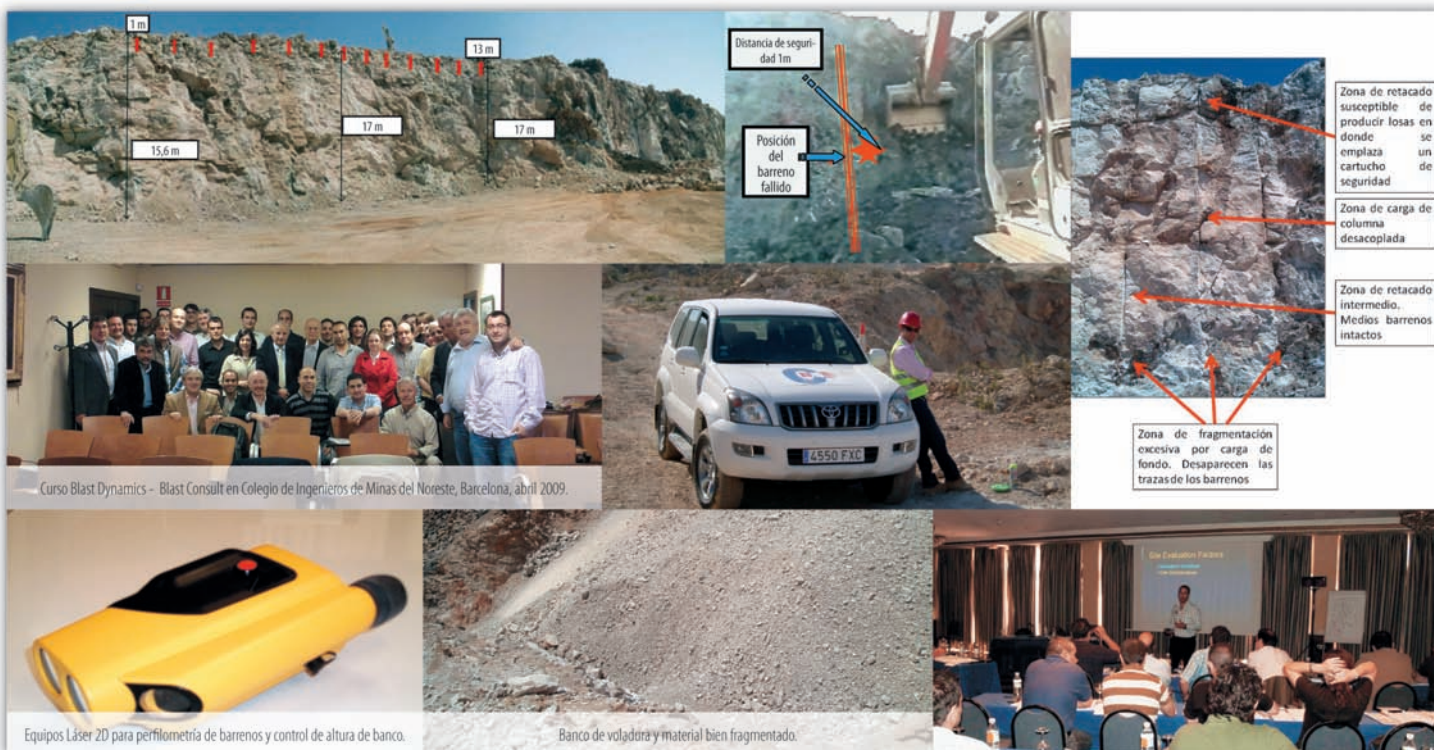 1 m
13 m
17 m
17 m
15,6 m
Distancia de seguri-
dad 1m
Posición
del
barreno
fallido
Zona de retacado
susceptible de
producir losas en
donde se
emplaza un
cartucho de
seguridad
Zona de carga de
columna
desacoplada
Zona de retacado
intermedio.
Medios barrenos
intactos
Zona de fragmentación
excesiva por carga de
fondo. Desaparecen las
trazas de los barrenos
4550 FXC
Curso Blast Dynamics - Blast Consult en Colegio de Ingenieros de Minas del Noreste, Barcelona, abril 2009.
Equipos Láser 2D para perfilometría de barrenos y control de altura de banco.
Banco de voladura y material bien fragmentado.
Site Evaluation Factors